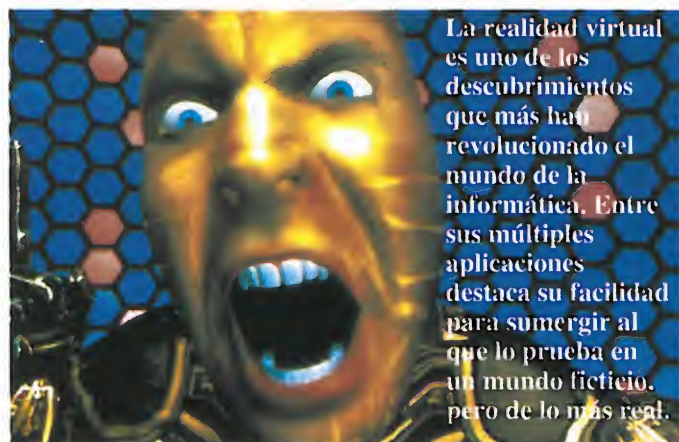 La realidad virtual
es uno de los
descubrimientos
que más han
revolucionado el
mundo de la
informática. Entre
sus múltiples
aplicaciones
destaca su facilidad
para sumergir al
que lo prueba en
un mundo ficticio.
pero de lo más real.